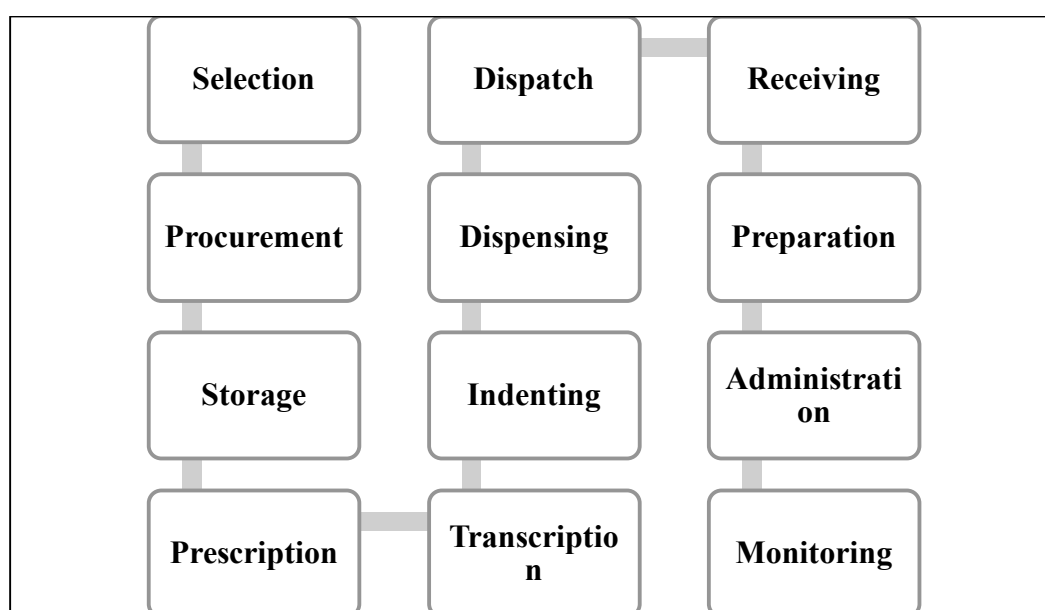 Selection
Procurement
Storage
Prescription
Transcriptio
n
Indenting
Dispensing
Dispatch
Receiving
Preparation
Administrati
on
Monitoring